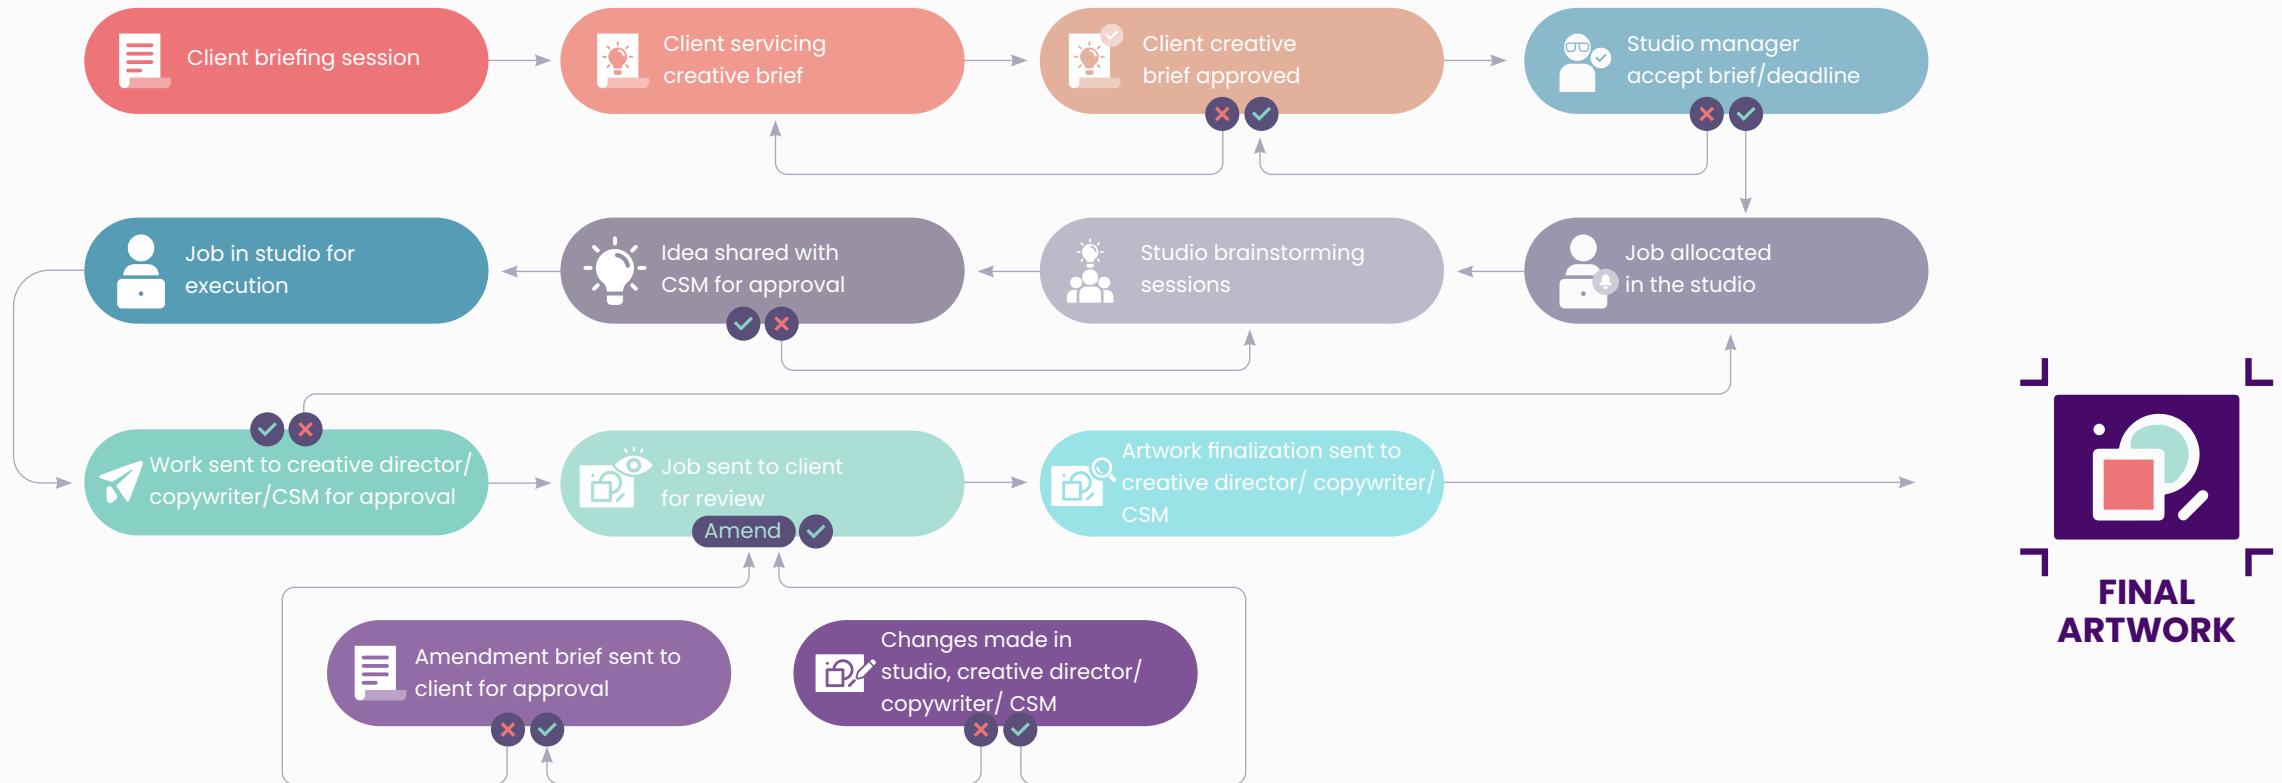 Client briefing session
Client servicing
creative brief
Client creative
brief approved
Studio manager
accept brief/deadline
Job in studio for
execution
Idea shared with
CSM for approval
Studio brainstorming
sessions
Job allocated
in the studio
Work sent to creative director/
copywriter/CSM for approval
Job sent to client
for review
Amend
Artwork finalization sent to
creative director/ copywriter/
CSM
FINAL
ARTWORK
Amendment brief sent to
client for approval
Changes made in
studio, creative director/
copywriter/ CSM